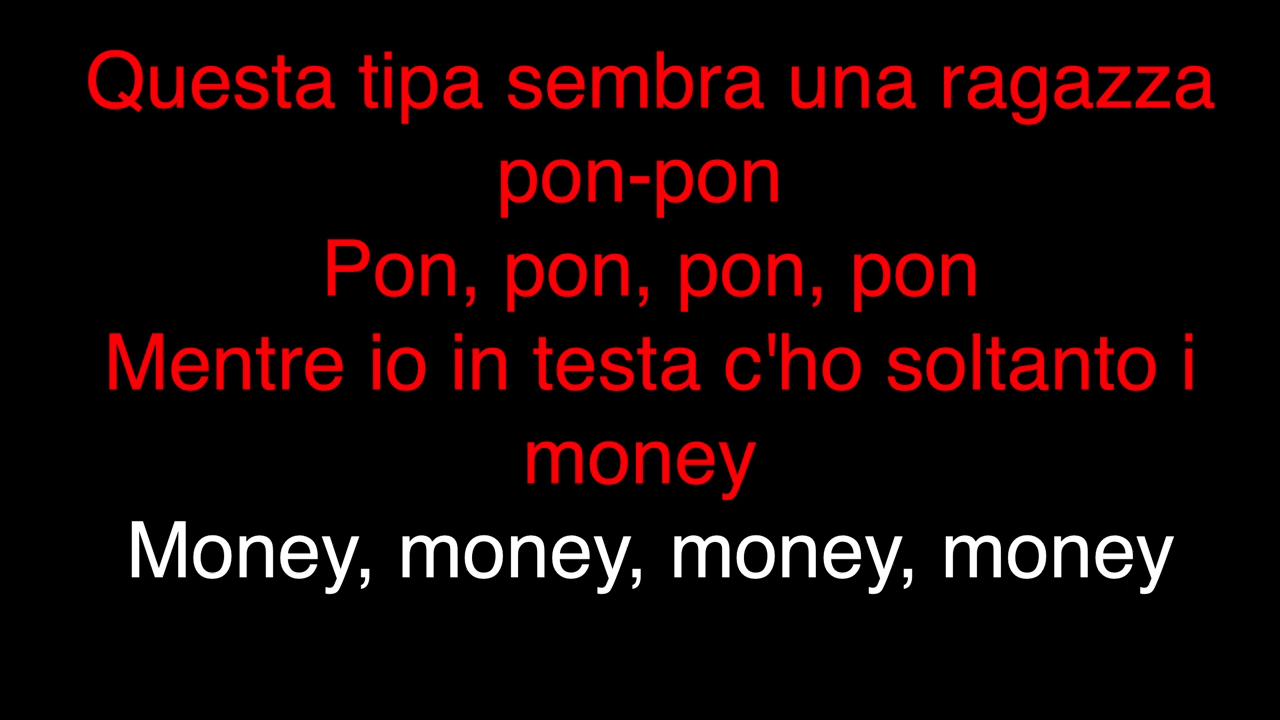 Questa tipa sembra una ragazza
pon-pon
Pon, pon, pon, pon
Mentre io in testa c'ho soltanto i
money
Money, money, money, money